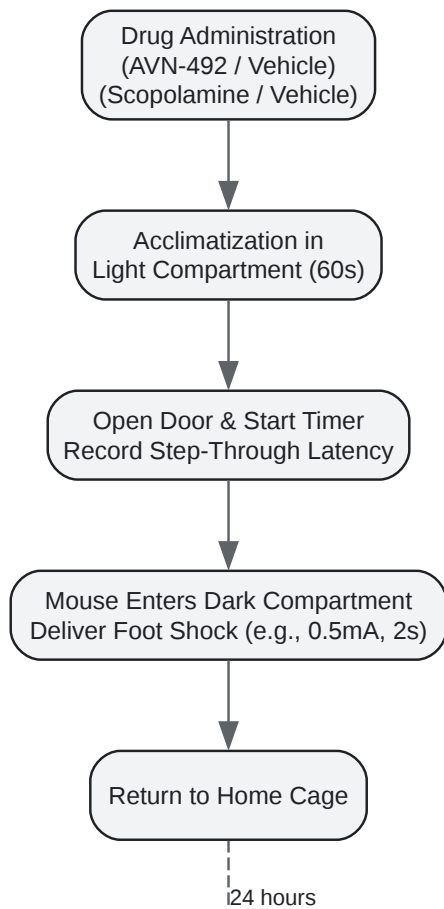 Drug Administration
(AVN-492 / Vehicle)
(Scopolamine / Vehicle)
Acclimatization in
Light Compartment (60s)
Open Door & Start Timer
Record Step-Through Latency
Mouse Enters Dark Compartment
Deliver Foot Shock (e.g., 0.5mA, 2s)
Return to Home Cage
24 hours